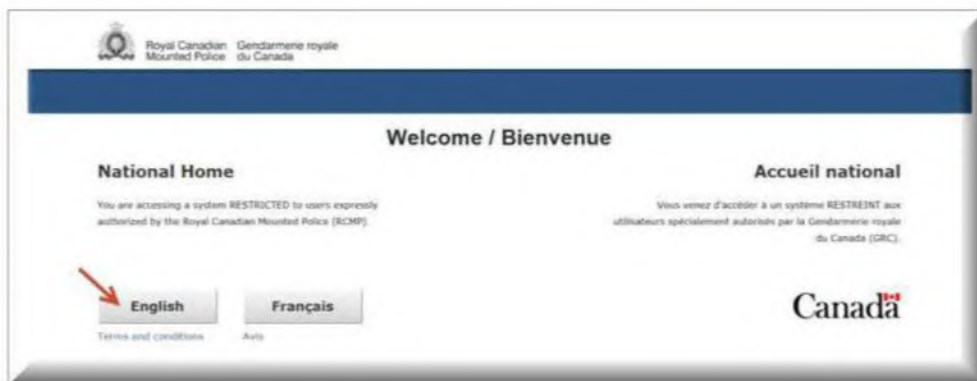 Royal Canadian Gendarmerie royale
Mounted Police du Canada
Welcome / Bienvenue
National Home
You are accessing a system RESTRICTED to users expressly
authorized by the Royal Canadian Mounted Police (RCMP).
Accueil national
Vous venez d'accéder à un système RESTREINT aux
utilisateurs spécialement autorisés par la Gendarmerie royale
du Canada (GRC).
English
Français
Terms and conditions
Avis
Canada